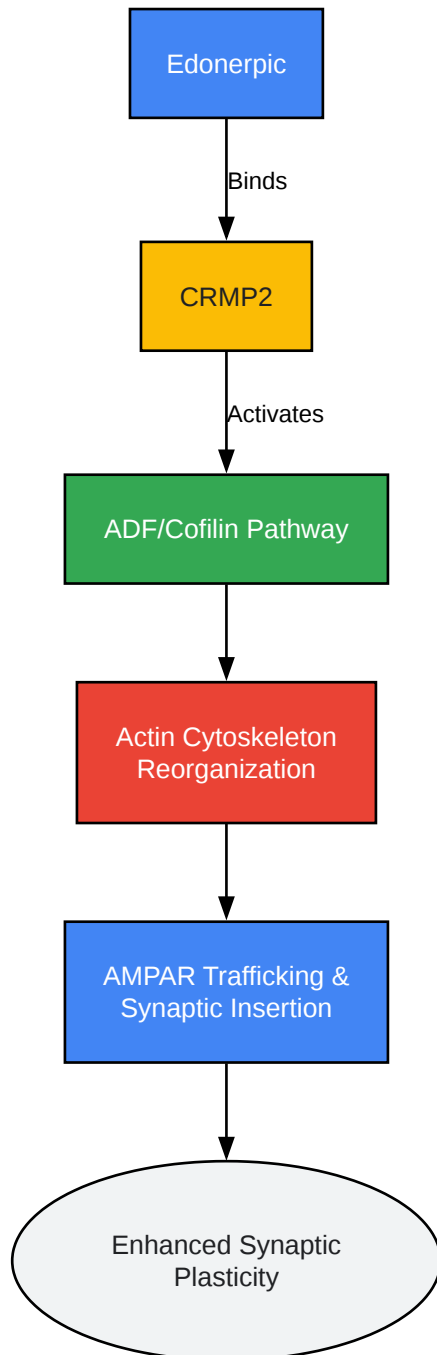 Edonerpic
Binds
CRMP2
Activates
ADF/Cofilin Pathway
Actin Cytoskeleton
Reorganization
AMPAR Trafficking &
Synaptic Insertion
Enhanced Synaptic
Plasticity